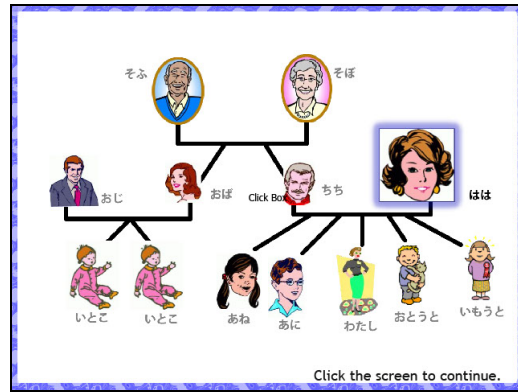 そふ
そぼ
おじ
おば
Click Box
ちち
はは
いとこ
いとこ
あね
あに
わたし
おとうと
いもうと
Click the screen to continue.